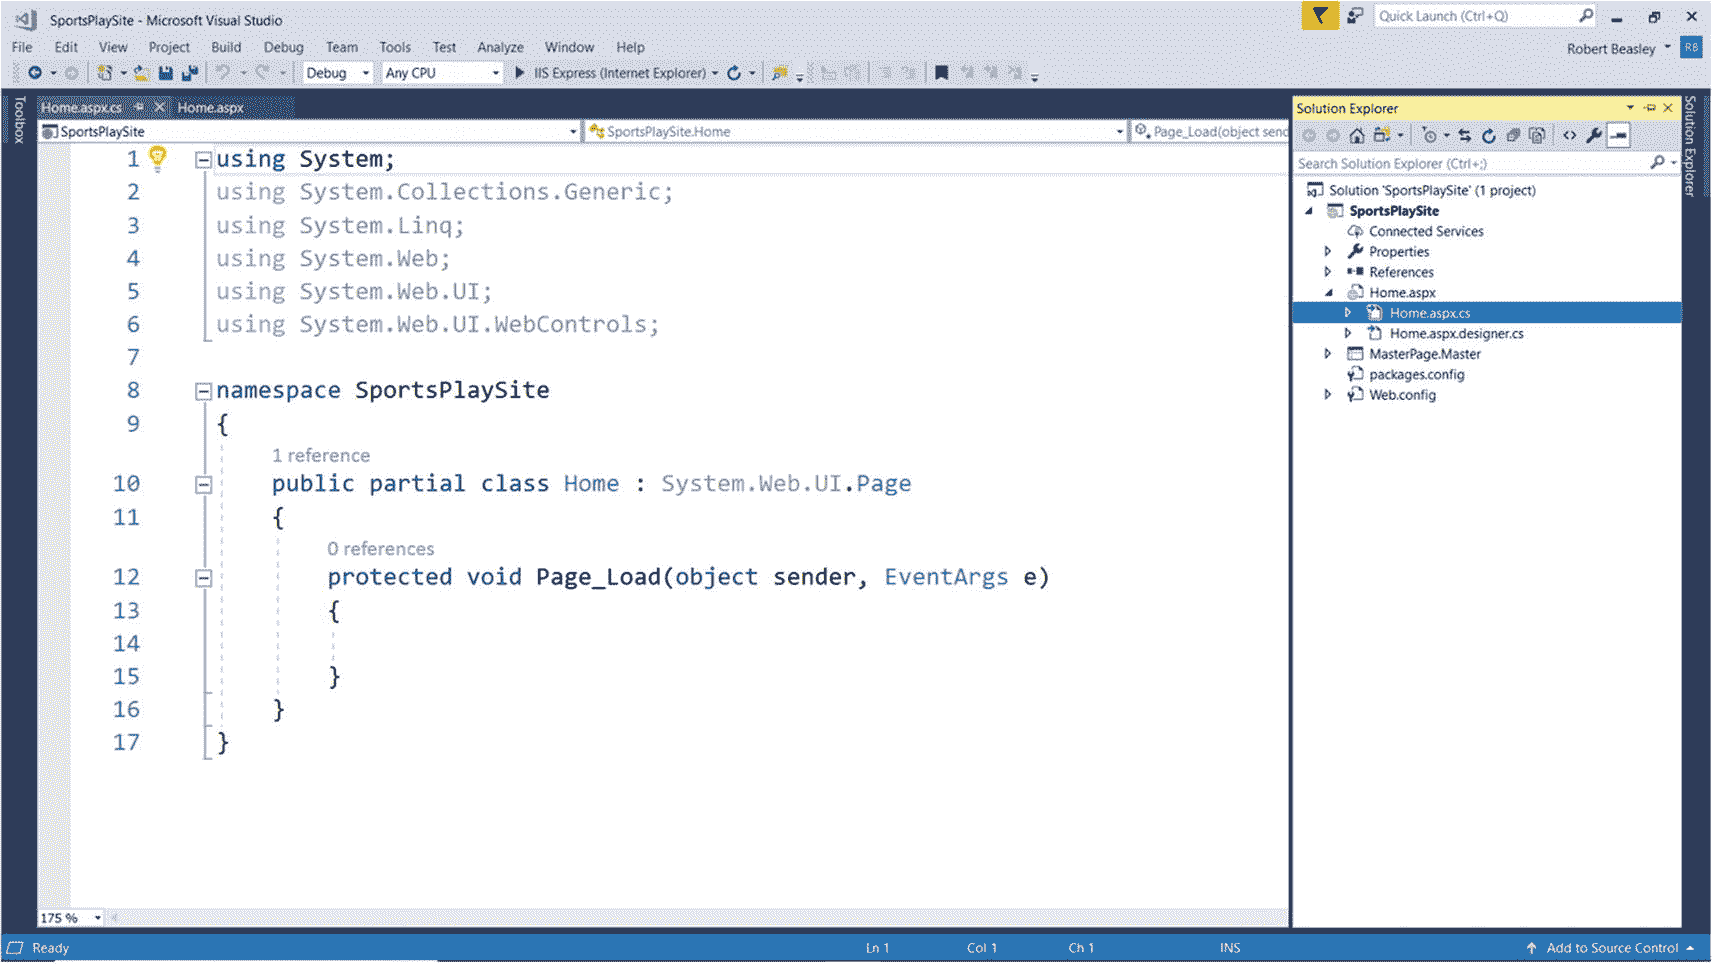 SportsPlaySite - Microsoft Visual Studio
Quick Launch (Ctrl+Q)
File Edit View Project Build Debug Team Tools Test Analyze Window Help
Robert Beasley RB
Debug Any CPU IIS Express (Internet Explorer)
Toolbox
Home.aspx.cs Home.aspx
SportsPlaySite SportsPlaySite.Home Page_Load(object senc
1 using System;
2 using System.Collections.Generic;
3 using System.Linq;
4 using System.Web;
5 using System.Web.UI;
6 using System.Web.UI.WebControls;
7
8 namespace SportsPlaySite
9 {
1 reference
10 public partial class Home : System.Web.UI.Page
11 {
0 references
12 protected void Page_Load(object sender, EventArgs e)
13 {
14
15 }
16 }
17 }
175 %
Solution Explorer
Search Solution Explorer (Ctrl+;)
Solution 'SportsPlaySite' (1 project)
SportsPlaySite
Connected Services
Properties
References
Home.aspx
Home.aspx.cs
Home.aspx.designer.cs
MasterPage.Master
packages.config
Web.config
Solution Explorer
Ready Ln 1 Col 1 Ch 1 INS Add to Source Control